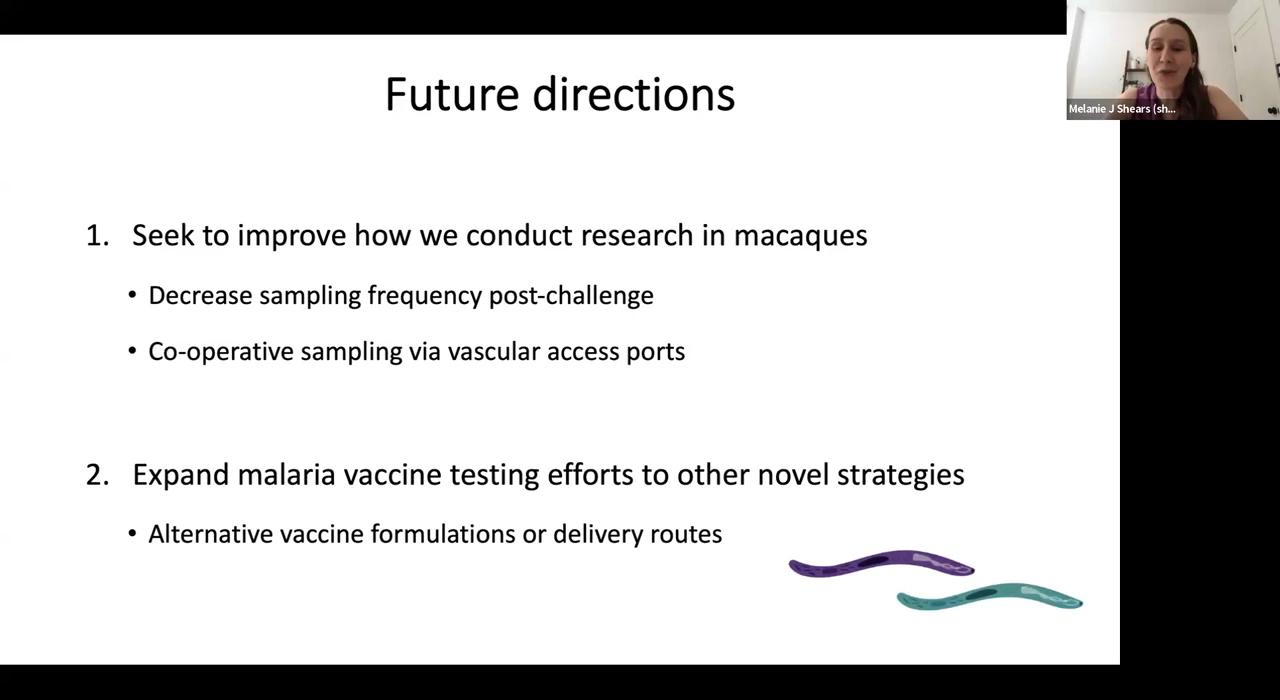 Future directions
Melanie J Shears (sh...
1. Seek to improve how we conduct research in macaques
• Decrease sampling frequency post-challenge
• Co-operative sampling via vascular access ports
2. Expand malaria vaccine testing efforts to other novel strategies
• Alternative vaccine formulations or delivery routes